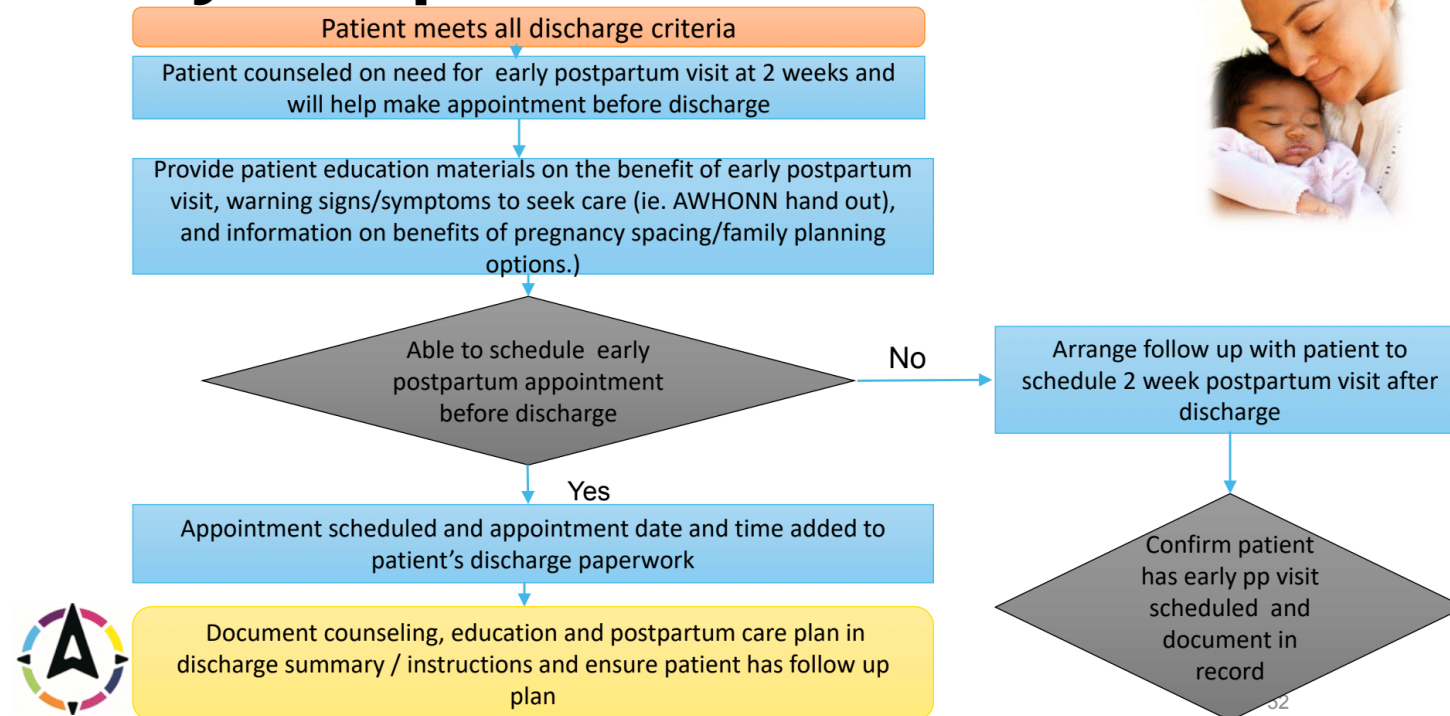 Patient meets all discharge criteria
Patient counseled on need for early postpartum visit at 2 weeks and
will help make appointment before discharge
Provide patient education materials on the benefit of early postpartum
visit, warning signs/symptoms to seek care (ie. AWHONN hand out),
and information on benefits of pregnancy spacing/family planning
options.)
Able to schedule early
postpartum appointment
before discharge
No
Arrange follow up with patient to
schedule 2 week postpartum visit after
discharge
Yes
Appointment scheduled and appointment date and time added to
patient’s discharge paperwork
Confirm patient
has early pp visit
scheduled and
document in
record
Document counseling, education and postpartum care plan in
discharge summary / instructions and ensure patient has follow up
plan